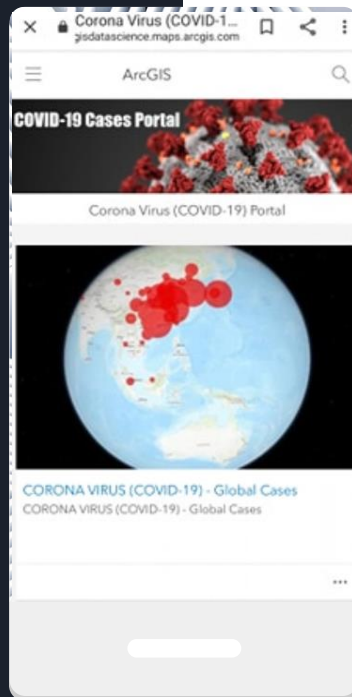 Corona Virus (COVID-1...
gisdatascience.maps.arcgis.com
ArcGIS
COVID-19 Cases Portal
Corona Virus (COVID-19) Portal
CORONA VIRUS (COVID-19) - Global Cases
CORONA VIRUS (COVID-19) - Global Cases